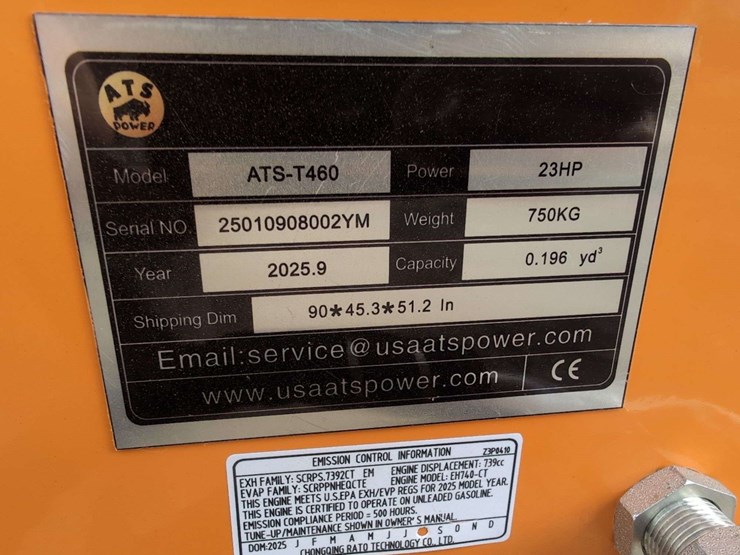 ATS
POWER
Model ATS-T460 Power 23HP
Serial NO. 25010908002YM Weight 750KG
Year 2025.9 Capacity 0.196 yd³
Shipping Dim 90*45.3*51.2 In
Email:service@usaatspower.com
www.usaatspower.com CE
EMISSION CONTROL INFORMATION Z3P0410
EXH FAMILY: SCRPS.7392CT EM ENGINE DISPLACEMENT: 739cc
EVAP FAMILY: SCRPPNHEQCTE ENGINE MODEL: EH740-CT
THIS ENGINE MEETS U.S.EPA EXH/EVP REGS FOR 2025 MODEL YEAR.
THIS ENGINE IS CERTIFIED TO OPERATE ON UNLEADED GASOLINE.
EMISSION COMPLIANCE PERIOD = 500 HOURS.
TUNE-UP/MAINTENANCE SHOWN IN OWNER'S MANUAL.
DOM:2025 J F M A M J J S O N D
CHONGQING RATO TECHNOLOGY CO. LTD.